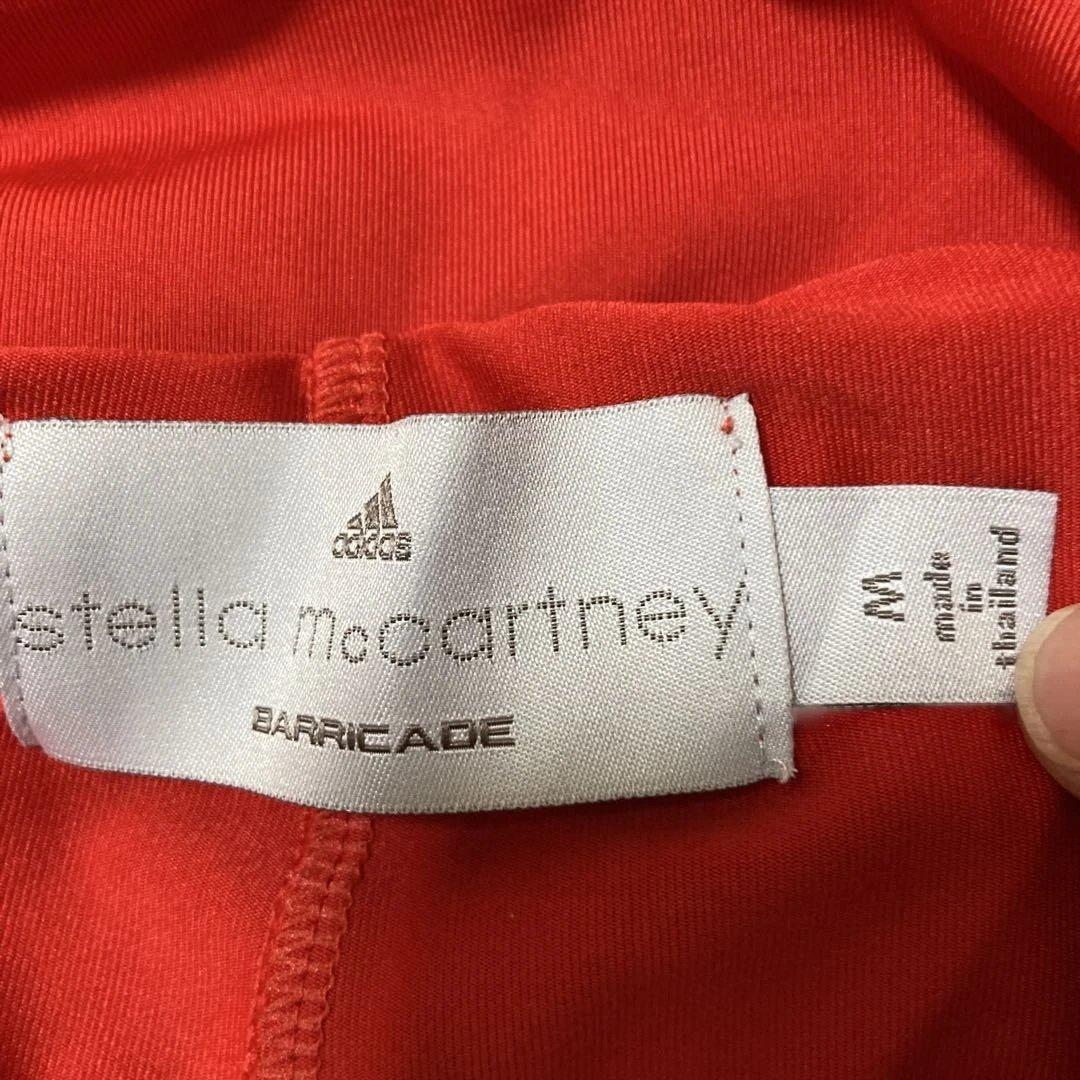 adidas
stella mccartney
BARRICADE
M
made
in
thailand